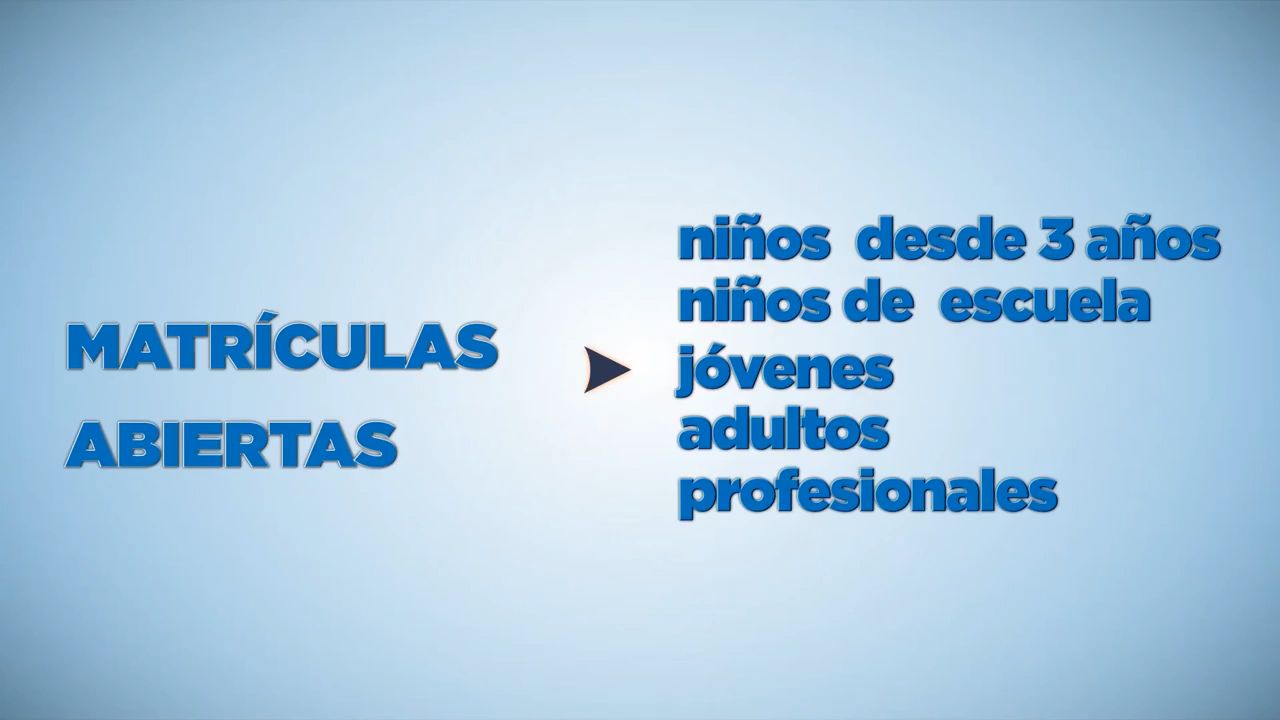 MATRÍCULAS
ABIERTAS
niños desde 3 años
niños de escuela
jóvenes
adultos
profesionales